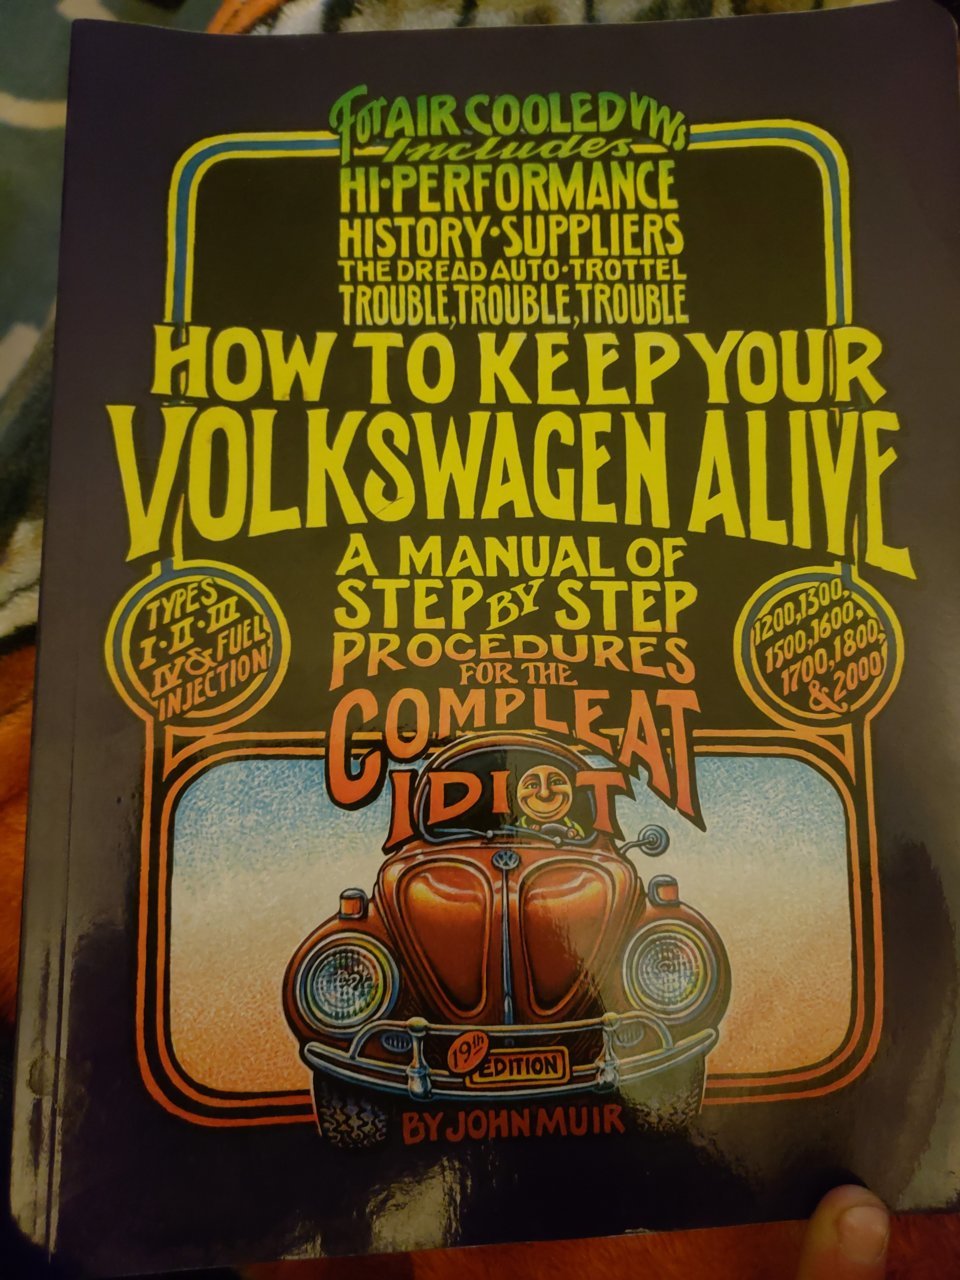 For AIR COOLED VWs
Includes
HI•PERFORMANCE
HISTORY•SUPPLIERS
THE DREAD AUTO•TROTTEL
TROUBLE, TROUBLE, TROUBLE
HOW TO KEEP YOUR
VOLKSWAGEN ALIVE
A MANUAL OF
STEP BY STEP
PROCEDURES
FOR THE
COMPLEAT
IDIOT
TYPES
I•II•III
IV & FUEL
INJECTION
1200, 1300,
1500, 1600,
1700, 1800,
& 2000
VW
19th
EDITION
BY JOHN MUIR